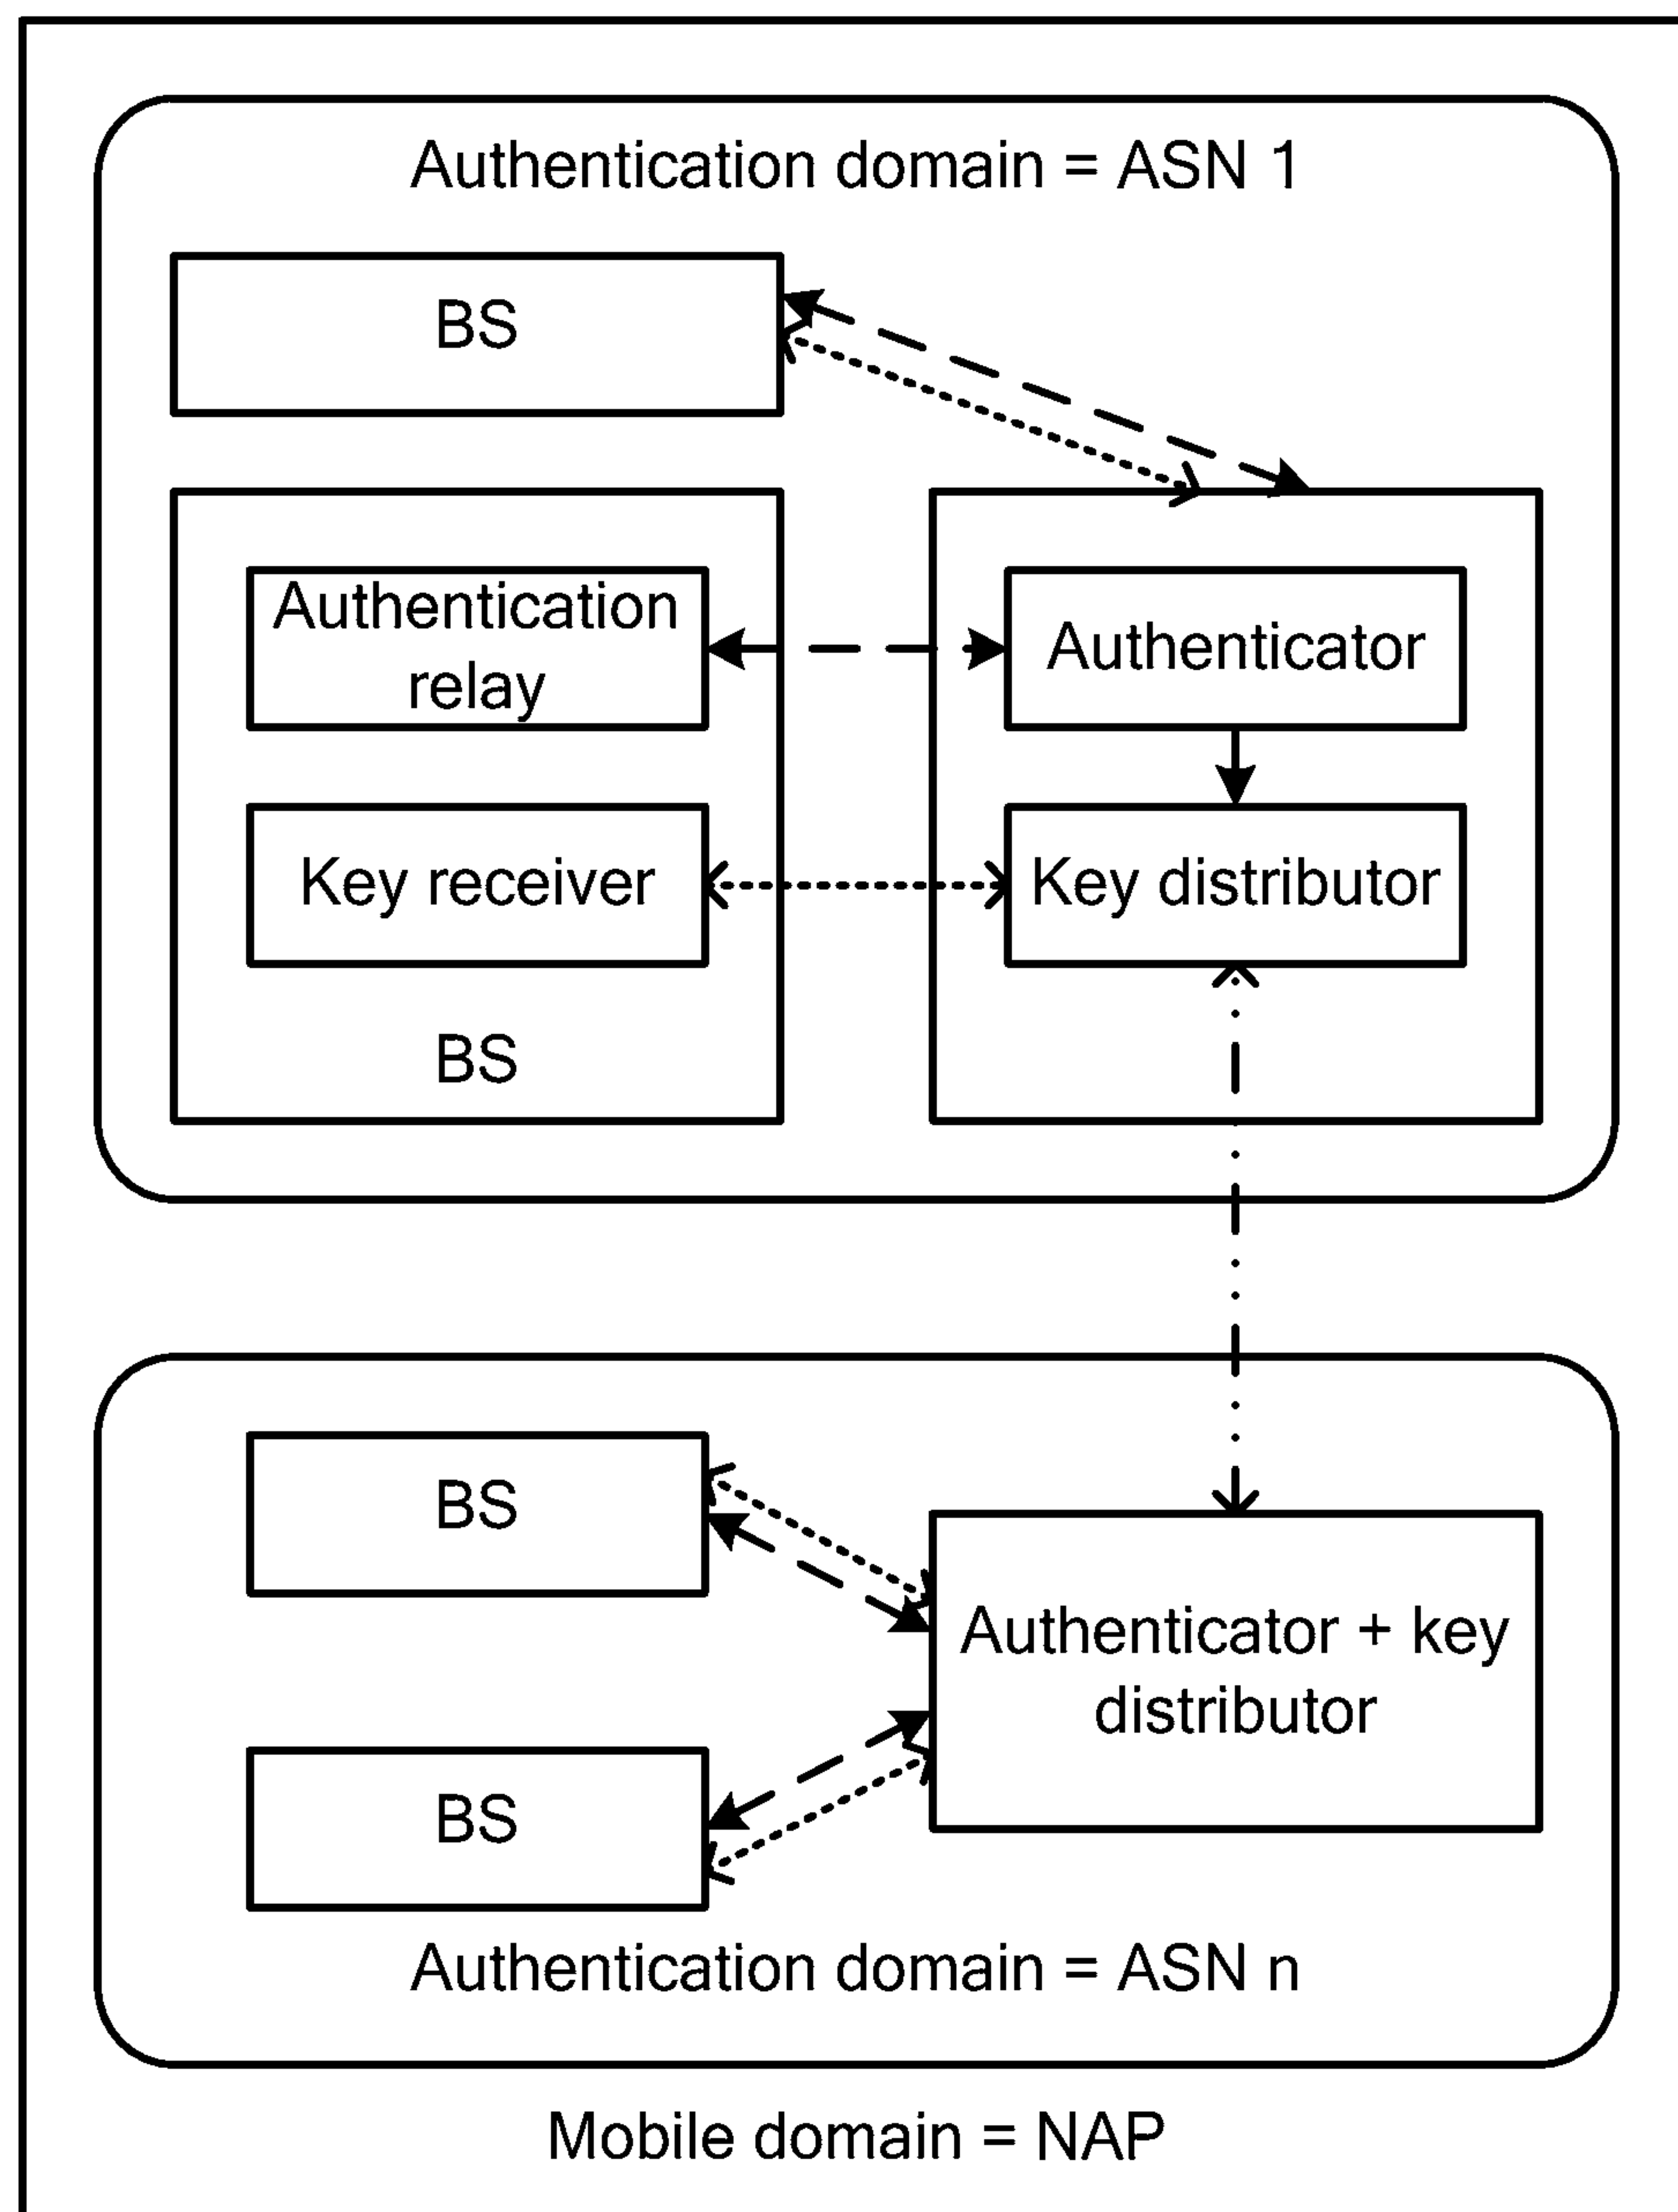 Authentication domain = ASN 1
BS
Authentication
relay
Authenticator
Key receiver
Key distributor
BS
BS
Authenticator + key
distributor
BS
Authentication domain = ASN n
Mobile domain = NAP